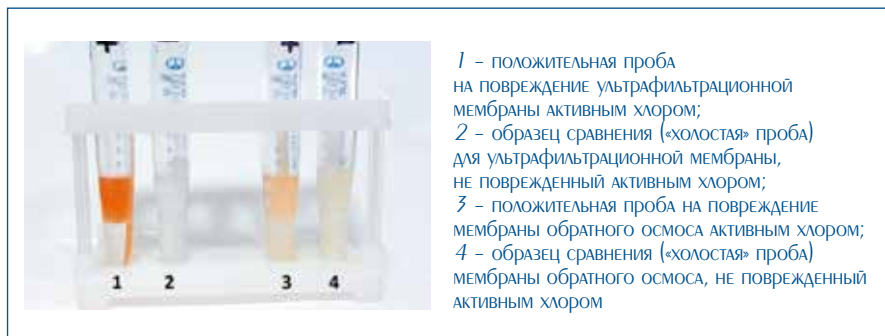 1 – положительная проба
на повреждение ультрафильтрационной
мембраны активным хлором;
2 – образец сравнения («холостая» проба)
для ультрафильтрационной мембраны,
не поврежденный активным хлором;
3 – положительная проба на повреждение
мембраны обратного осмоса активным хлором;
4 – образец сравнения («холостая» проба)
мембраны обратного осмоса, не поврежденный
активным хлором
1 2 3 4